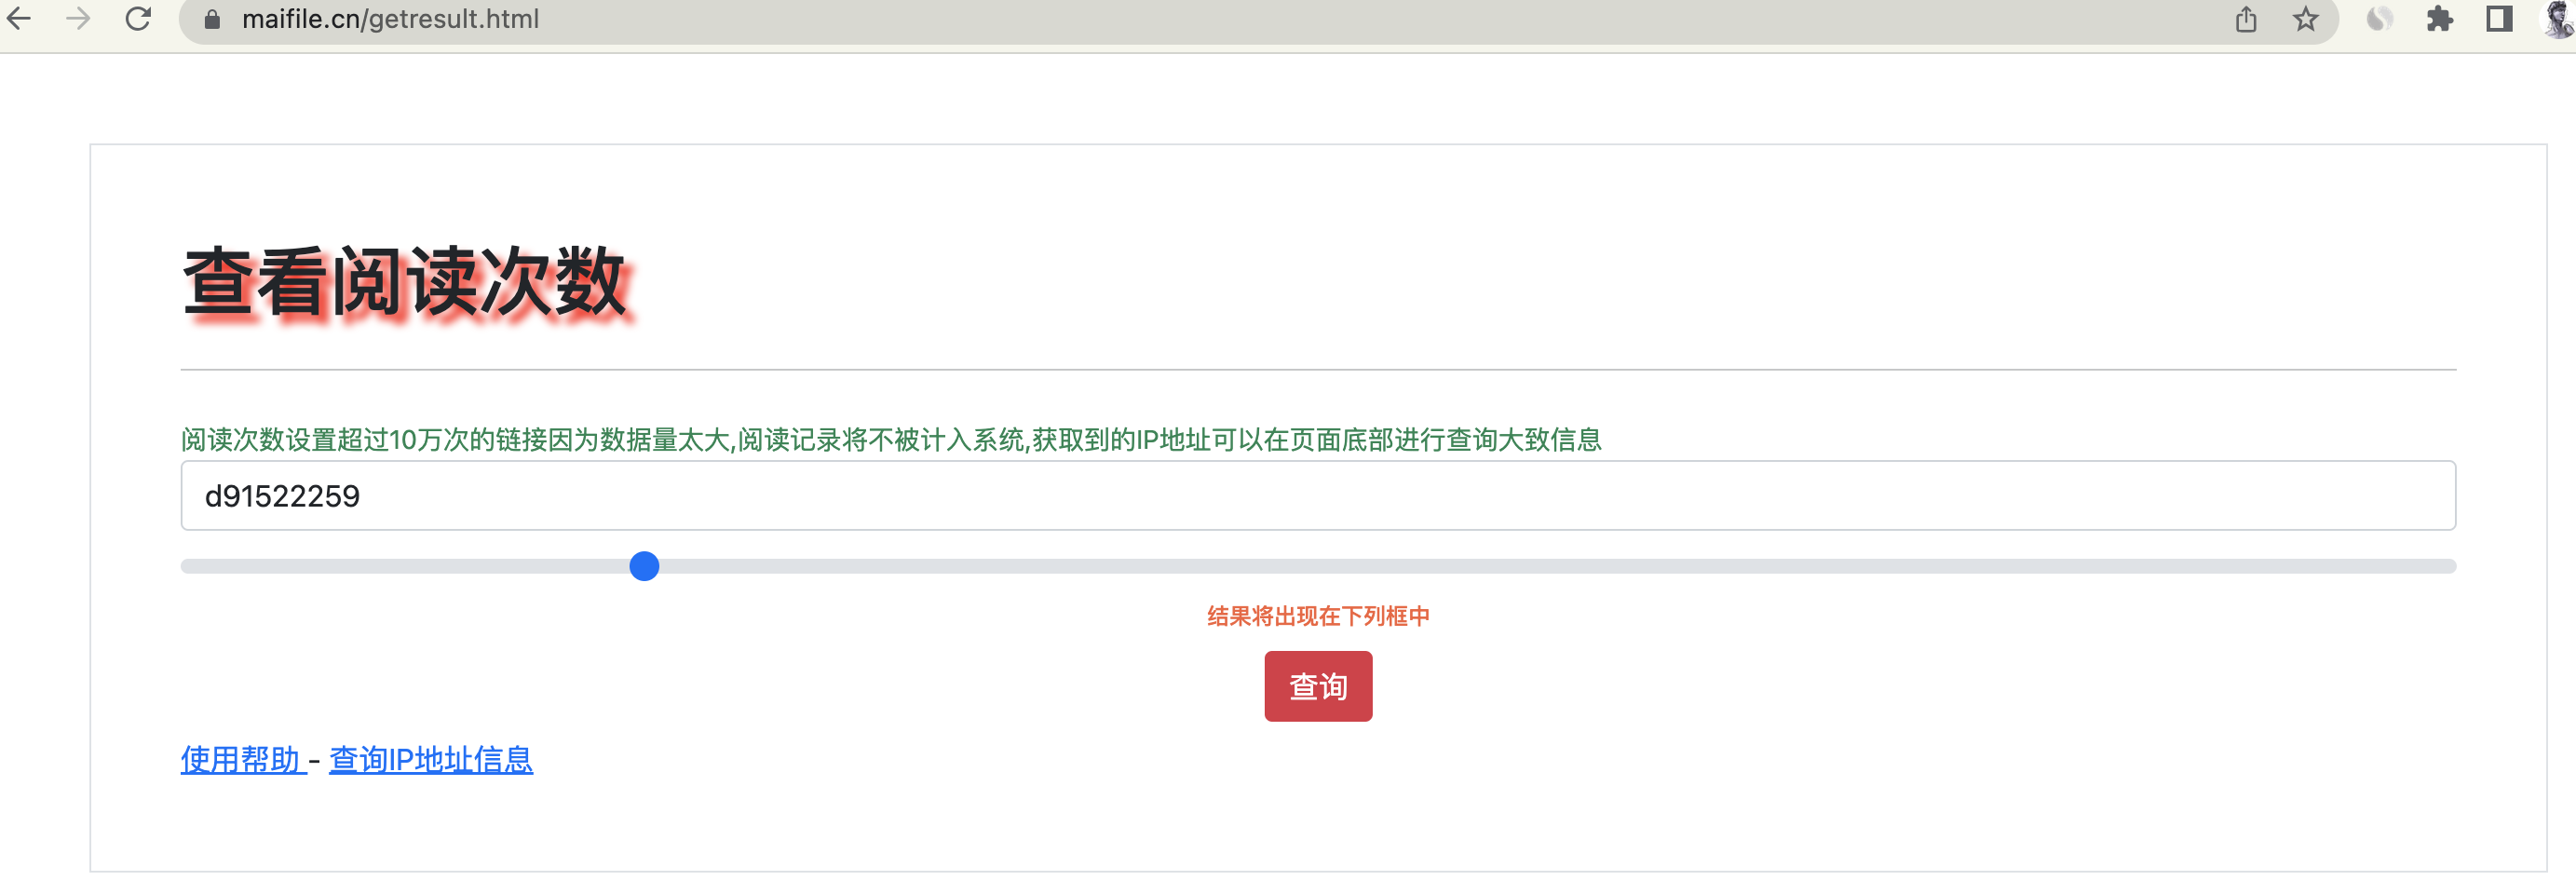 maifile.cn/getresult.html
查看阅读次数
阅读次数设置超过10万次的链接因为数据量太大,阅读记录将不被计入系统,获取到的IP地址可以在页面底部进行查询大致信息
d91522259
结果将出现在下列框中
查询
使用帮助 - 查询IP地址信息